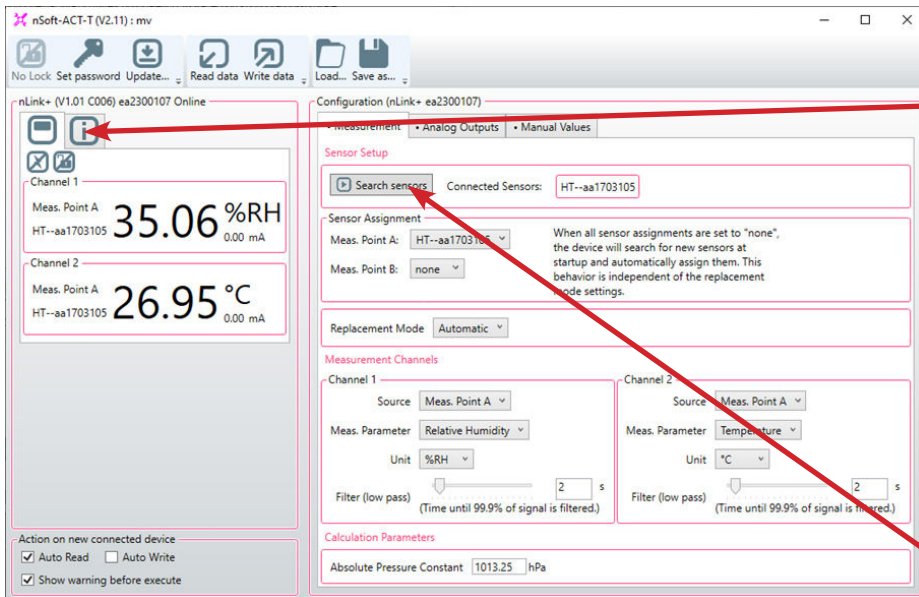 nSoft-ACT-T (V2.11) : mv
No Lock Set password Update... Read data Write data Load... Save as...
nLink+ (V1.01 C006) ea2300107 Online
Channel 1
Meas. Point A
HT--aa1703105
35.06 %RH
0.00 mA
Channel 2
Meas. Point A
HT--aa1703105
26.95 °C
0.00 mA
Action on new connected device
Auto Read Auto Write
Show warning before execute
Configuration (nLink+ ea2300107)
• Measurement • Analog Outputs • Manual Values
Sensor Setup
Search sensors Connected Sensors: HT--aa1703105
Sensor Assignment
Meas. Point A: HT--aa1703105
Meas. Point B: none
When all sensor assignments are set to "none",
the device will search for new sensors at
startup and automatically assign them. This
behavior is independent of the replacement
mode settings.
Replacement Mode Automatic
Measurement Channels
Channel 1
Source Meas. Point A
Meas. Parameter Relative Humidity
Unit %RH
Filter (low pass) 2 s
(Time until 99.9% of signal is filtered.)
Channel 2
Source Meas. Point A
Meas. Parameter Temperature
Unit °C
Filter (low pass) 2 s
(Time until 99.9% of signal is filtered.)
Calculation Parameters
Absolute Pressure Constant 1013.25 hPa